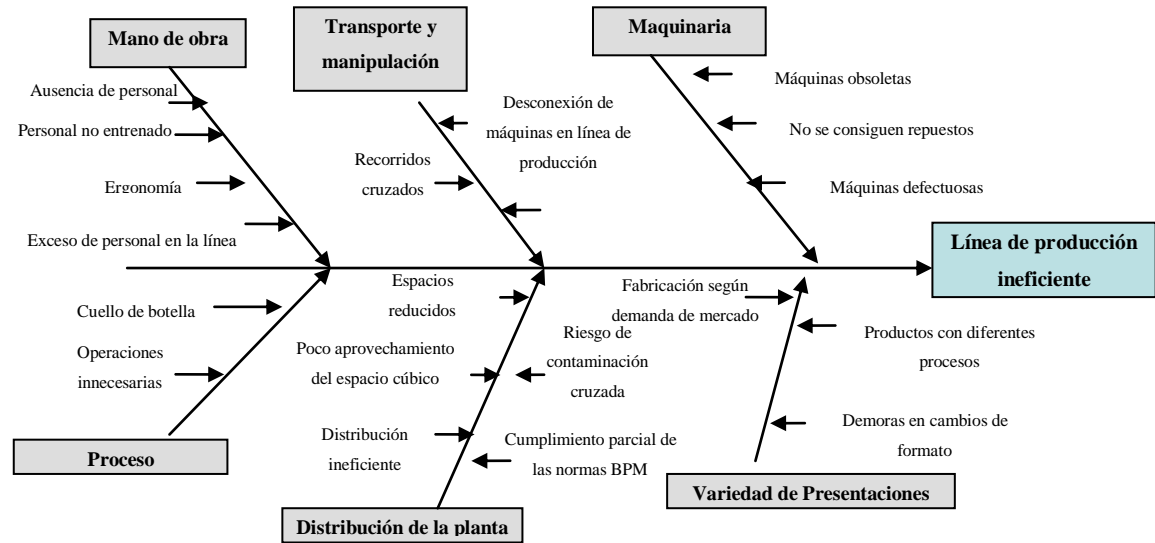 Mano de obra
Transporte y
manipulación
Maquinaria
Ausencia de personal
Personal no entrenado
Ergonomía
Exceso de personal en la línea
Desconexión de
máquinas en línea de
producción
Recorridos
cruzados
Máquinas obsoletas
No se consiguen repuestos
Máquinas defectuosas
Línea de producción
ineficiente
Cuello de botella
Operaciones
innecesarias
Proceso
Espacios
reducidos
Poco aprovechamiento
del espacio cúbico
Riesgo de
contaminación
cruzada
Distribución
ineficiente
Cumplimiento parcial de
las normas BPM
Distribución de la planta
Fabricación según
demanda de mercado
Productos con diferentes
procesos
Demoras en cambios de
formato
Variedad de Presentaciones